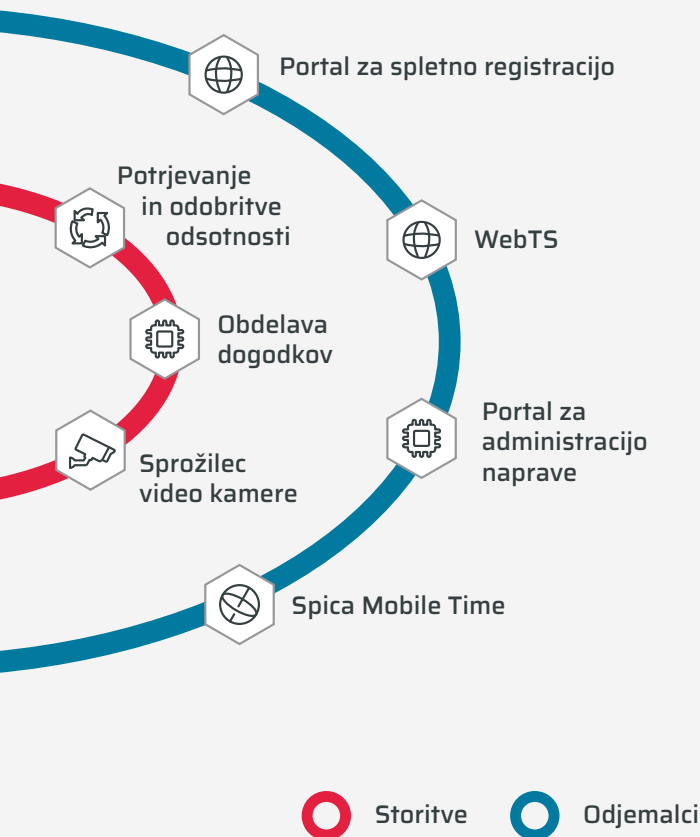 Portal za spletno registracijo
Potrjevanje
in odobritve
odsotnosti
WebTS
Obdelava
dogodkov
Portal za
administracijo
naprave
Sprožilec
video kamere
Spica Mobile Time
Storitve
Odjemalci